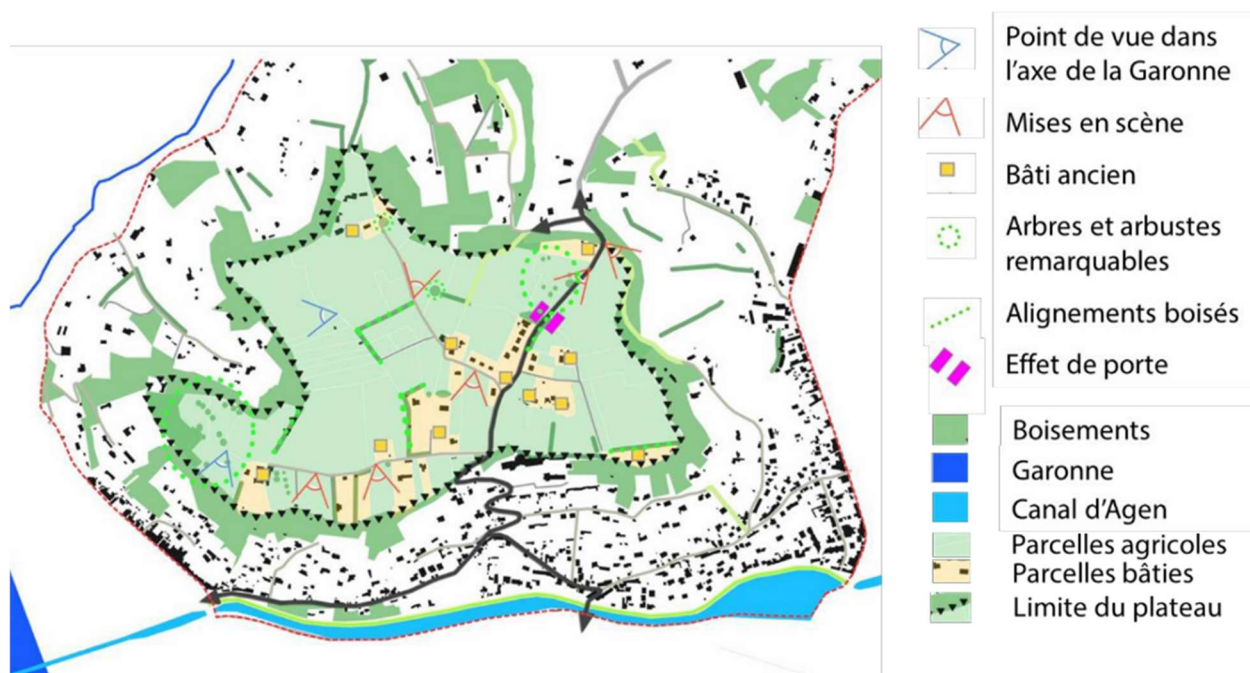 Point de vue dans
l'axe de la Garonne
Mises en scène
Bâti ancien
Arbres et arbustes
remarquables
Alignements boisés
Effet de porte
Boisements
Garonne
Canal d'Agen
Parcelles agricoles
Parcelles bâties
Limite du plateau